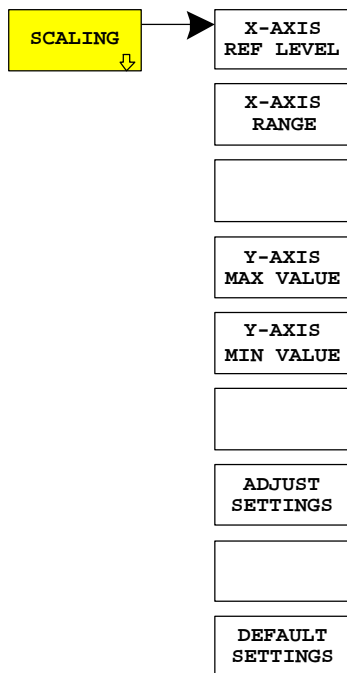 SCALING
X-AXIS
REF LEVEL
X-AXIS
RANGE
Y-AXIS
MAX VALUE
Y-AXIS
MIN VALUE
ADJUST
SETTINGS
DEFAULT
SETTINGS